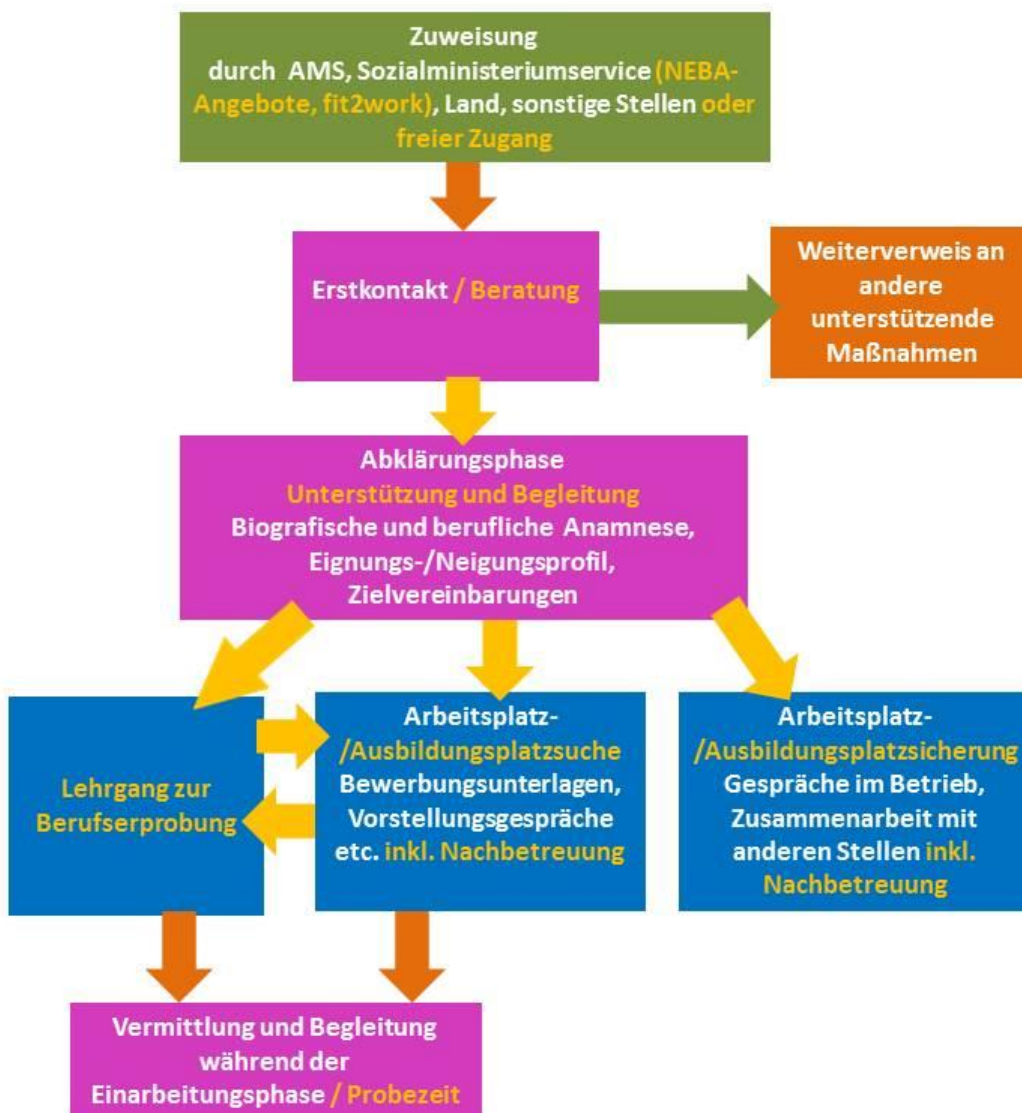 Zuweisung
durch AMS, Sozialministeriumservice (NEBA-
Angebote, fit2work), Land, sonstige Stellen oder
freier Zugang
Erstkontakt / Beratung
Weiterverweis an
andere
unterstützende
Maßnahmen
Abklärungsphase
Unterstützung und Begleitung
Biografische und berufliche Anamnese,
Eignungs-/Neigungsprofil,
Zielvereinbarungen
Lehrgang zur
Berufserprobung
Arbeitsplatz-
/Ausbildungsplatzsuche
Bewerbungsunterlagen,
Vorstellungsgespräche
etc. inkl. Nachbetreuung
Arbeitsplatz-
/Ausbildungsplatzsicherung
Gespräche im Betrieb,
Zusammenarbeit mit
anderen Stellen inkl.
Nachbetreuung
Vermittlung und Begleitung
während der
Einarbeitungsphase / Probezeit